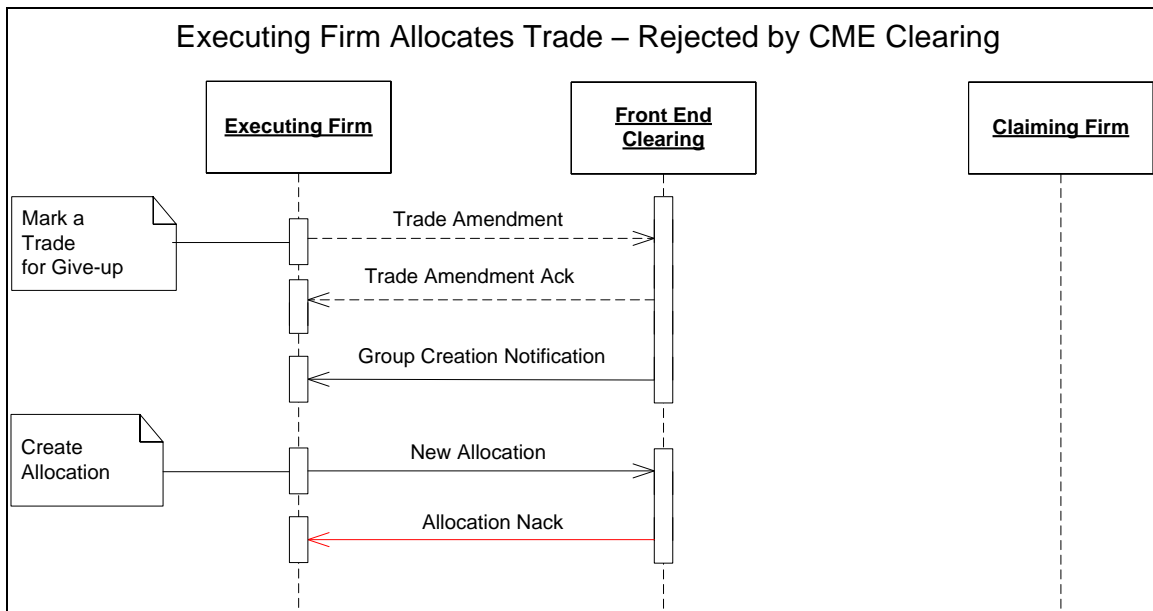 Executing Firm Allocates Trade – Rejected by CME Clearing
Executing Firm
Front End
Clearing
Claiming Firm
Mark a
Trade
for Give-up
Trade Amendment
Trade Amendment Ack
Group Creation Notification
Create
Allocation
New Allocation
Allocation Nack